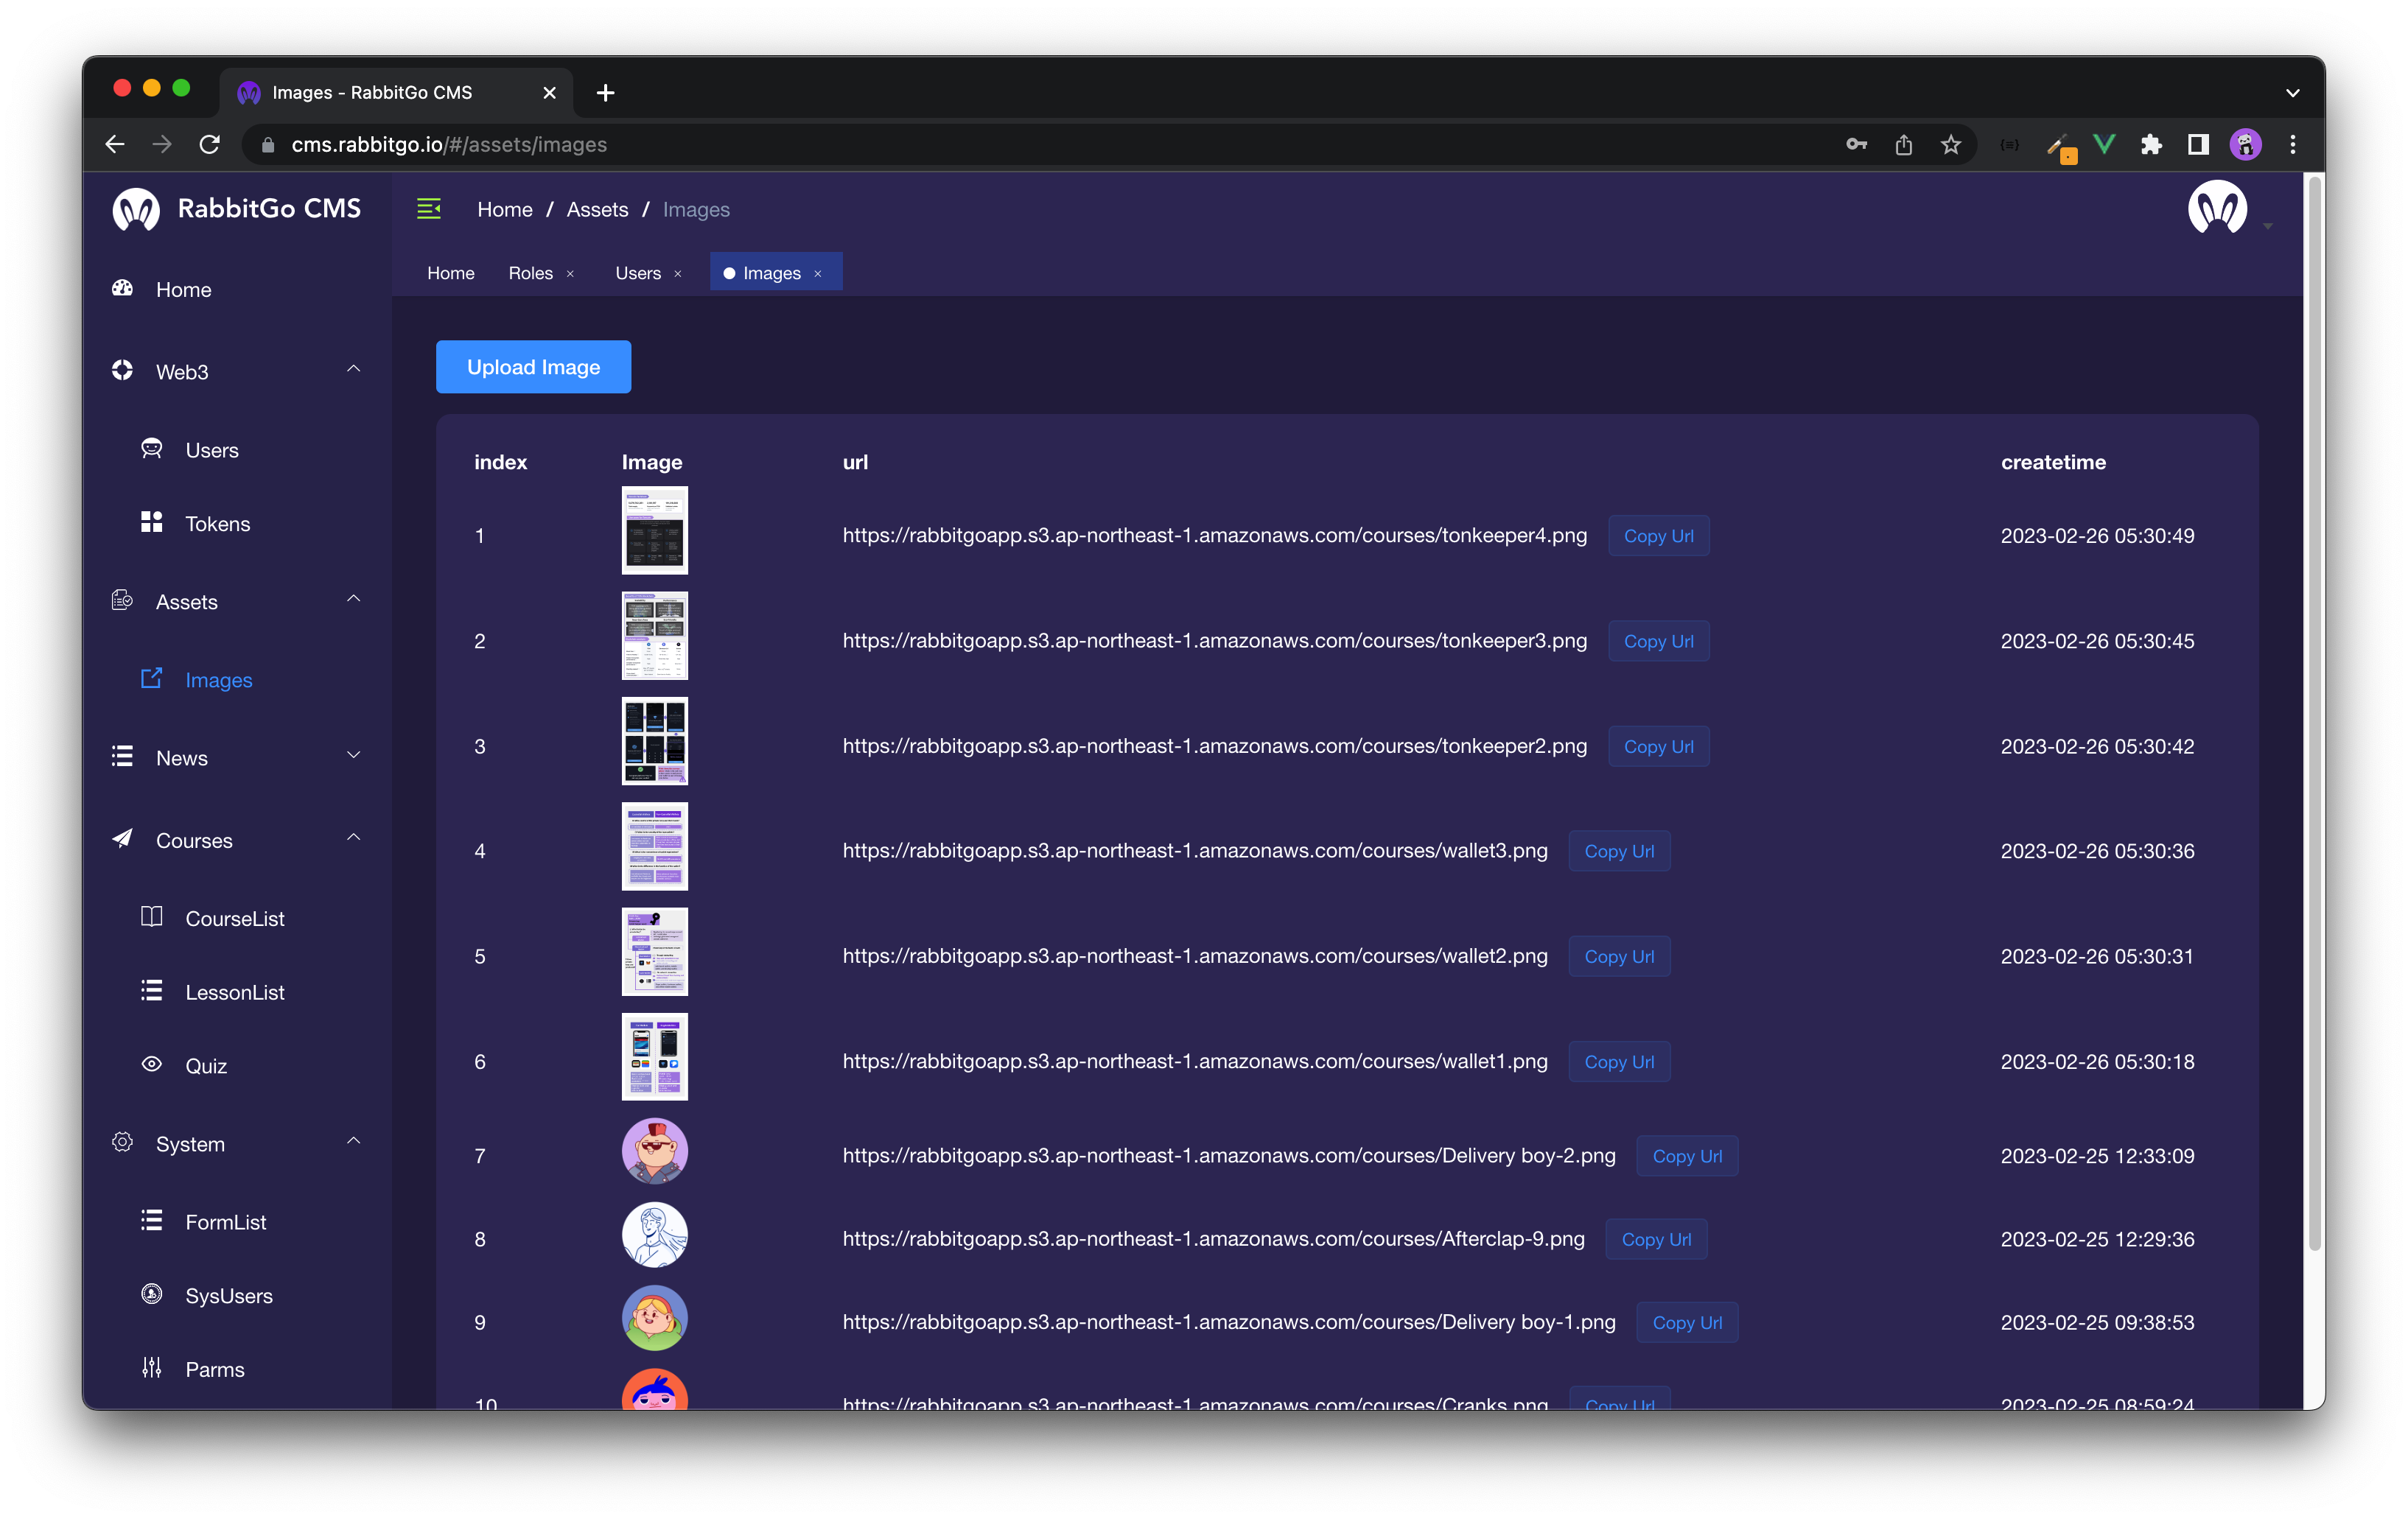 Images - RabbitGo CMS
cms.rabbitgo.io/#/assets/images
RabbitGo CMS
Home / Assets / Images
Home Roles × Users × Images ×
Home
Web3
Users
Tokens
Assets
Images
News
Courses
CourseList
LessonList
Quiz
System
FormList
SysUsers
Parms
Upload Image
index Image url createtime
1 https://rabbitgoapp.s3.ap-northeast-1.amazonaws.com/courses/tonkeeper4.png Copy Url 2023-02-26 05:30:49
2 https://rabbitgoapp.s3.ap-northeast-1.amazonaws.com/courses/tonkeeper3.png Copy Url 2023-02-26 05:30:45
3 https://rabbitgoapp.s3.ap-northeast-1.amazonaws.com/courses/tonkeeper2.png Copy Url 2023-02-26 05:30:42
4 https://rabbitgoapp.s3.ap-northeast-1.amazonaws.com/courses/wallet3.png Copy Url 2023-02-26 05:30:36
5 https://rabbitgoapp.s3.ap-northeast-1.amazonaws.com/courses/wallet2.png Copy Url 2023-02-26 05:30:31
6 https://rabbitgoapp.s3.ap-northeast-1.amazonaws.com/courses/wallet1.png Copy Url 2023-02-26 05:30:18
7 https://rabbitgoapp.s3.ap-northeast-1.amazonaws.com/courses/Delivery boy-2.png Copy Url 2023-02-25 12:33:09
8 https://rabbitgoapp.s3.ap-northeast-1.amazonaws.com/courses/Afterclap-9.png Copy Url 2023-02-25 12:29:36
9 https://rabbitgoapp.s3.ap-northeast-1.amazonaws.com/courses/Delivery boy-1.png Copy Url 2023-02-25 09:38:53
10 https://rabbitgoapp.s3.ap-northeast-1.amazonaws.com/courses/Cranks.png Copy Url 2023-02-25 08:59:24